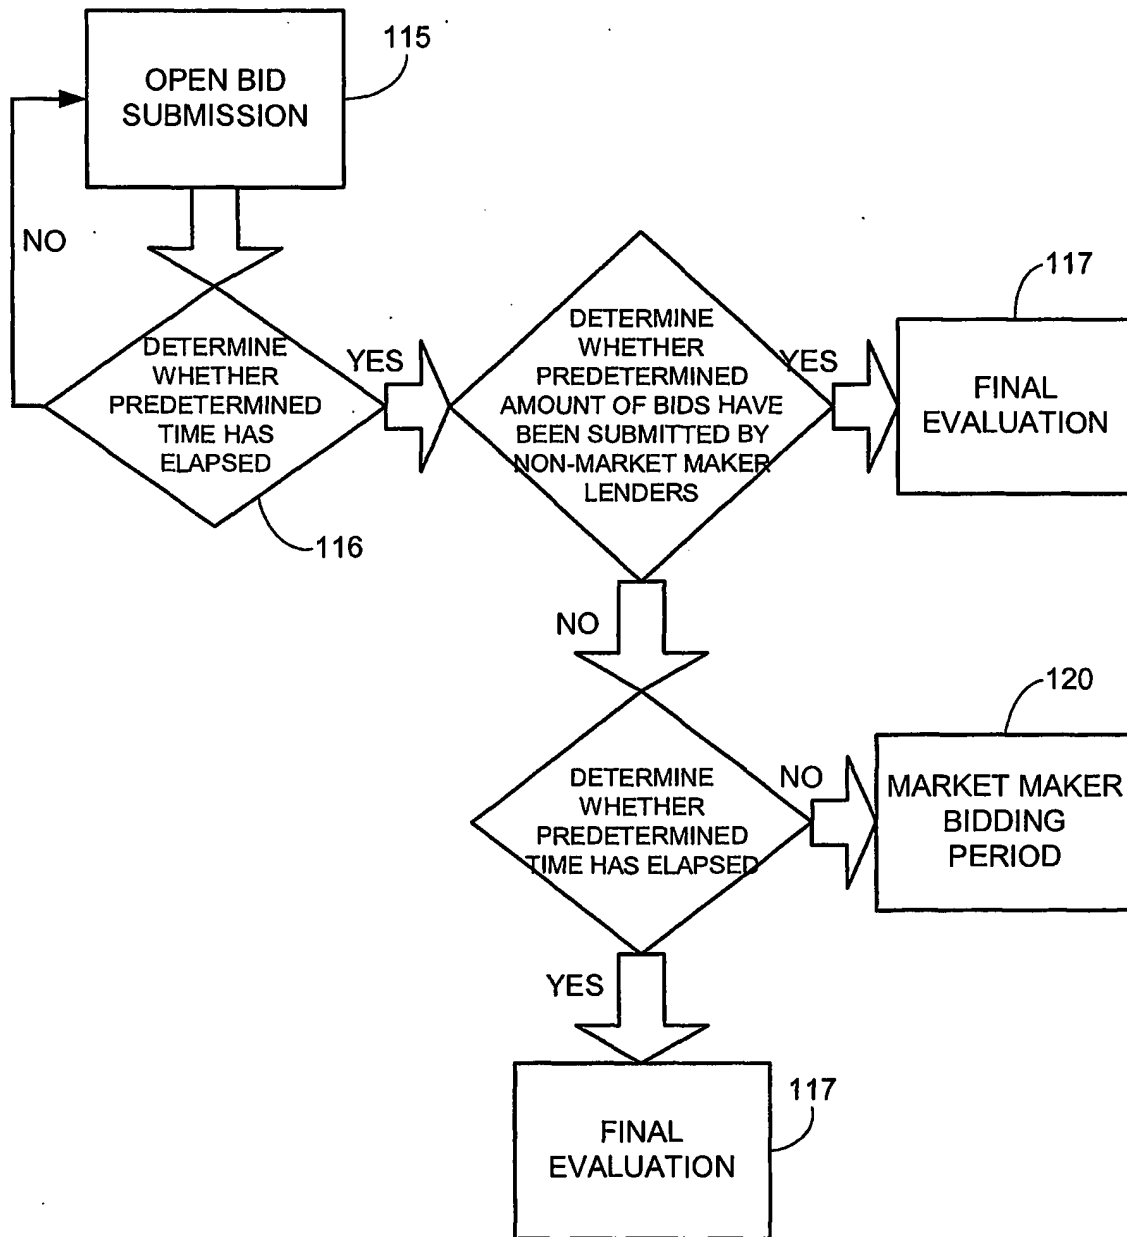 115
OPEN BID
SUBMISSION
NO
DETERMINE
WHETHER
PREDETERMINED
TIME HAS
ELAPSED
116
YES
DETERMINE
WHETHER
PREDETERMINED
AMOUNT OF BIDS HAVE
BEEN SUBMITTED BY
NON-MARKET MAKER
LENDERS
YES
117
FINAL
EVALUATION
NO
DETERMINE
WHETHER
PREDETERMINED
TIME HAS ELAPSED
NO
120
MARKET MAKER
BIDDING
PERIOD
YES
117
FINAL
EVALUATION